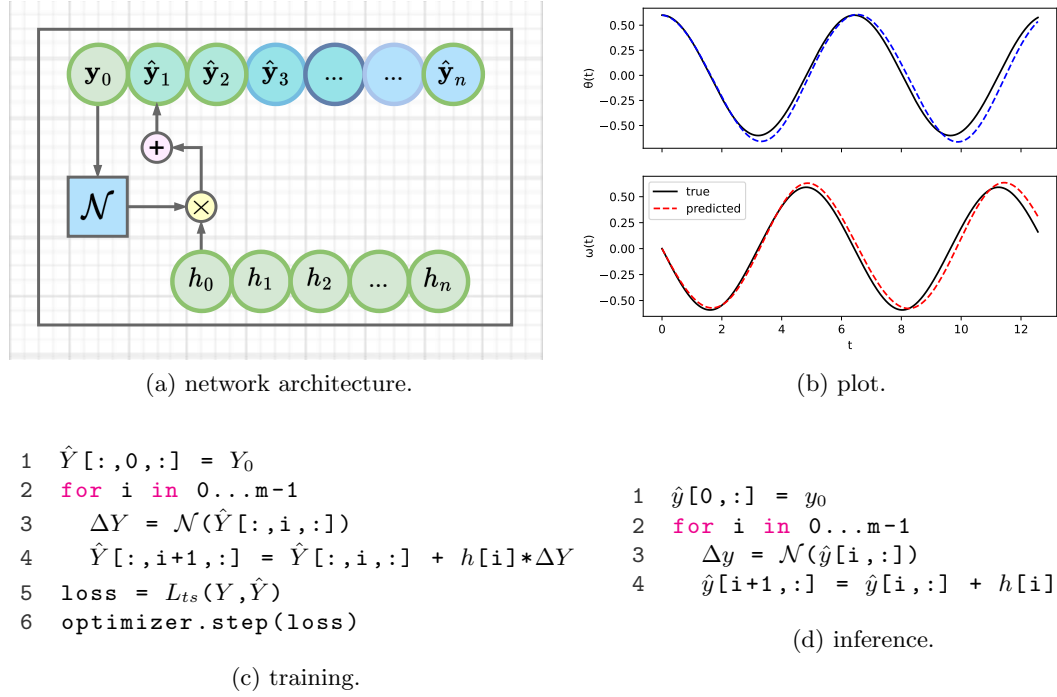 y₀ ŷ₁ ŷ₂ ŷ₃ ... ... ŷₙ
+
𝒩 ×
h₀ h₁ h₂ ... hₙ
(a) network architecture.
θ(t)
0.50
0.25
0.00
−0.25
−0.50
ω(t)
0.50
0.25
0.00
−0.25
−0.50
true
predicted
0 2 4 6 8 10 12
t
(b) plot.
1 Ŷ[:,0,:] = Y₀
2 for i in 0...m-1
3 ΔY = 𝒩(Ŷ[:,i,:])
4 Ŷ[:,i+1,:] = Ŷ[:,i,:] + h[i]*ΔY
5 loss = Lₜₛ(Y,Ŷ)
6 optimizer.step(loss)
(c) training.
1 ŷ[0,:] = y₀
2 for i in 0...m-1
3 Δy = 𝒩(ŷ[i,:])
4 ŷ[i+1,:] = ŷ[i,:] + h[i]
(d) inference.